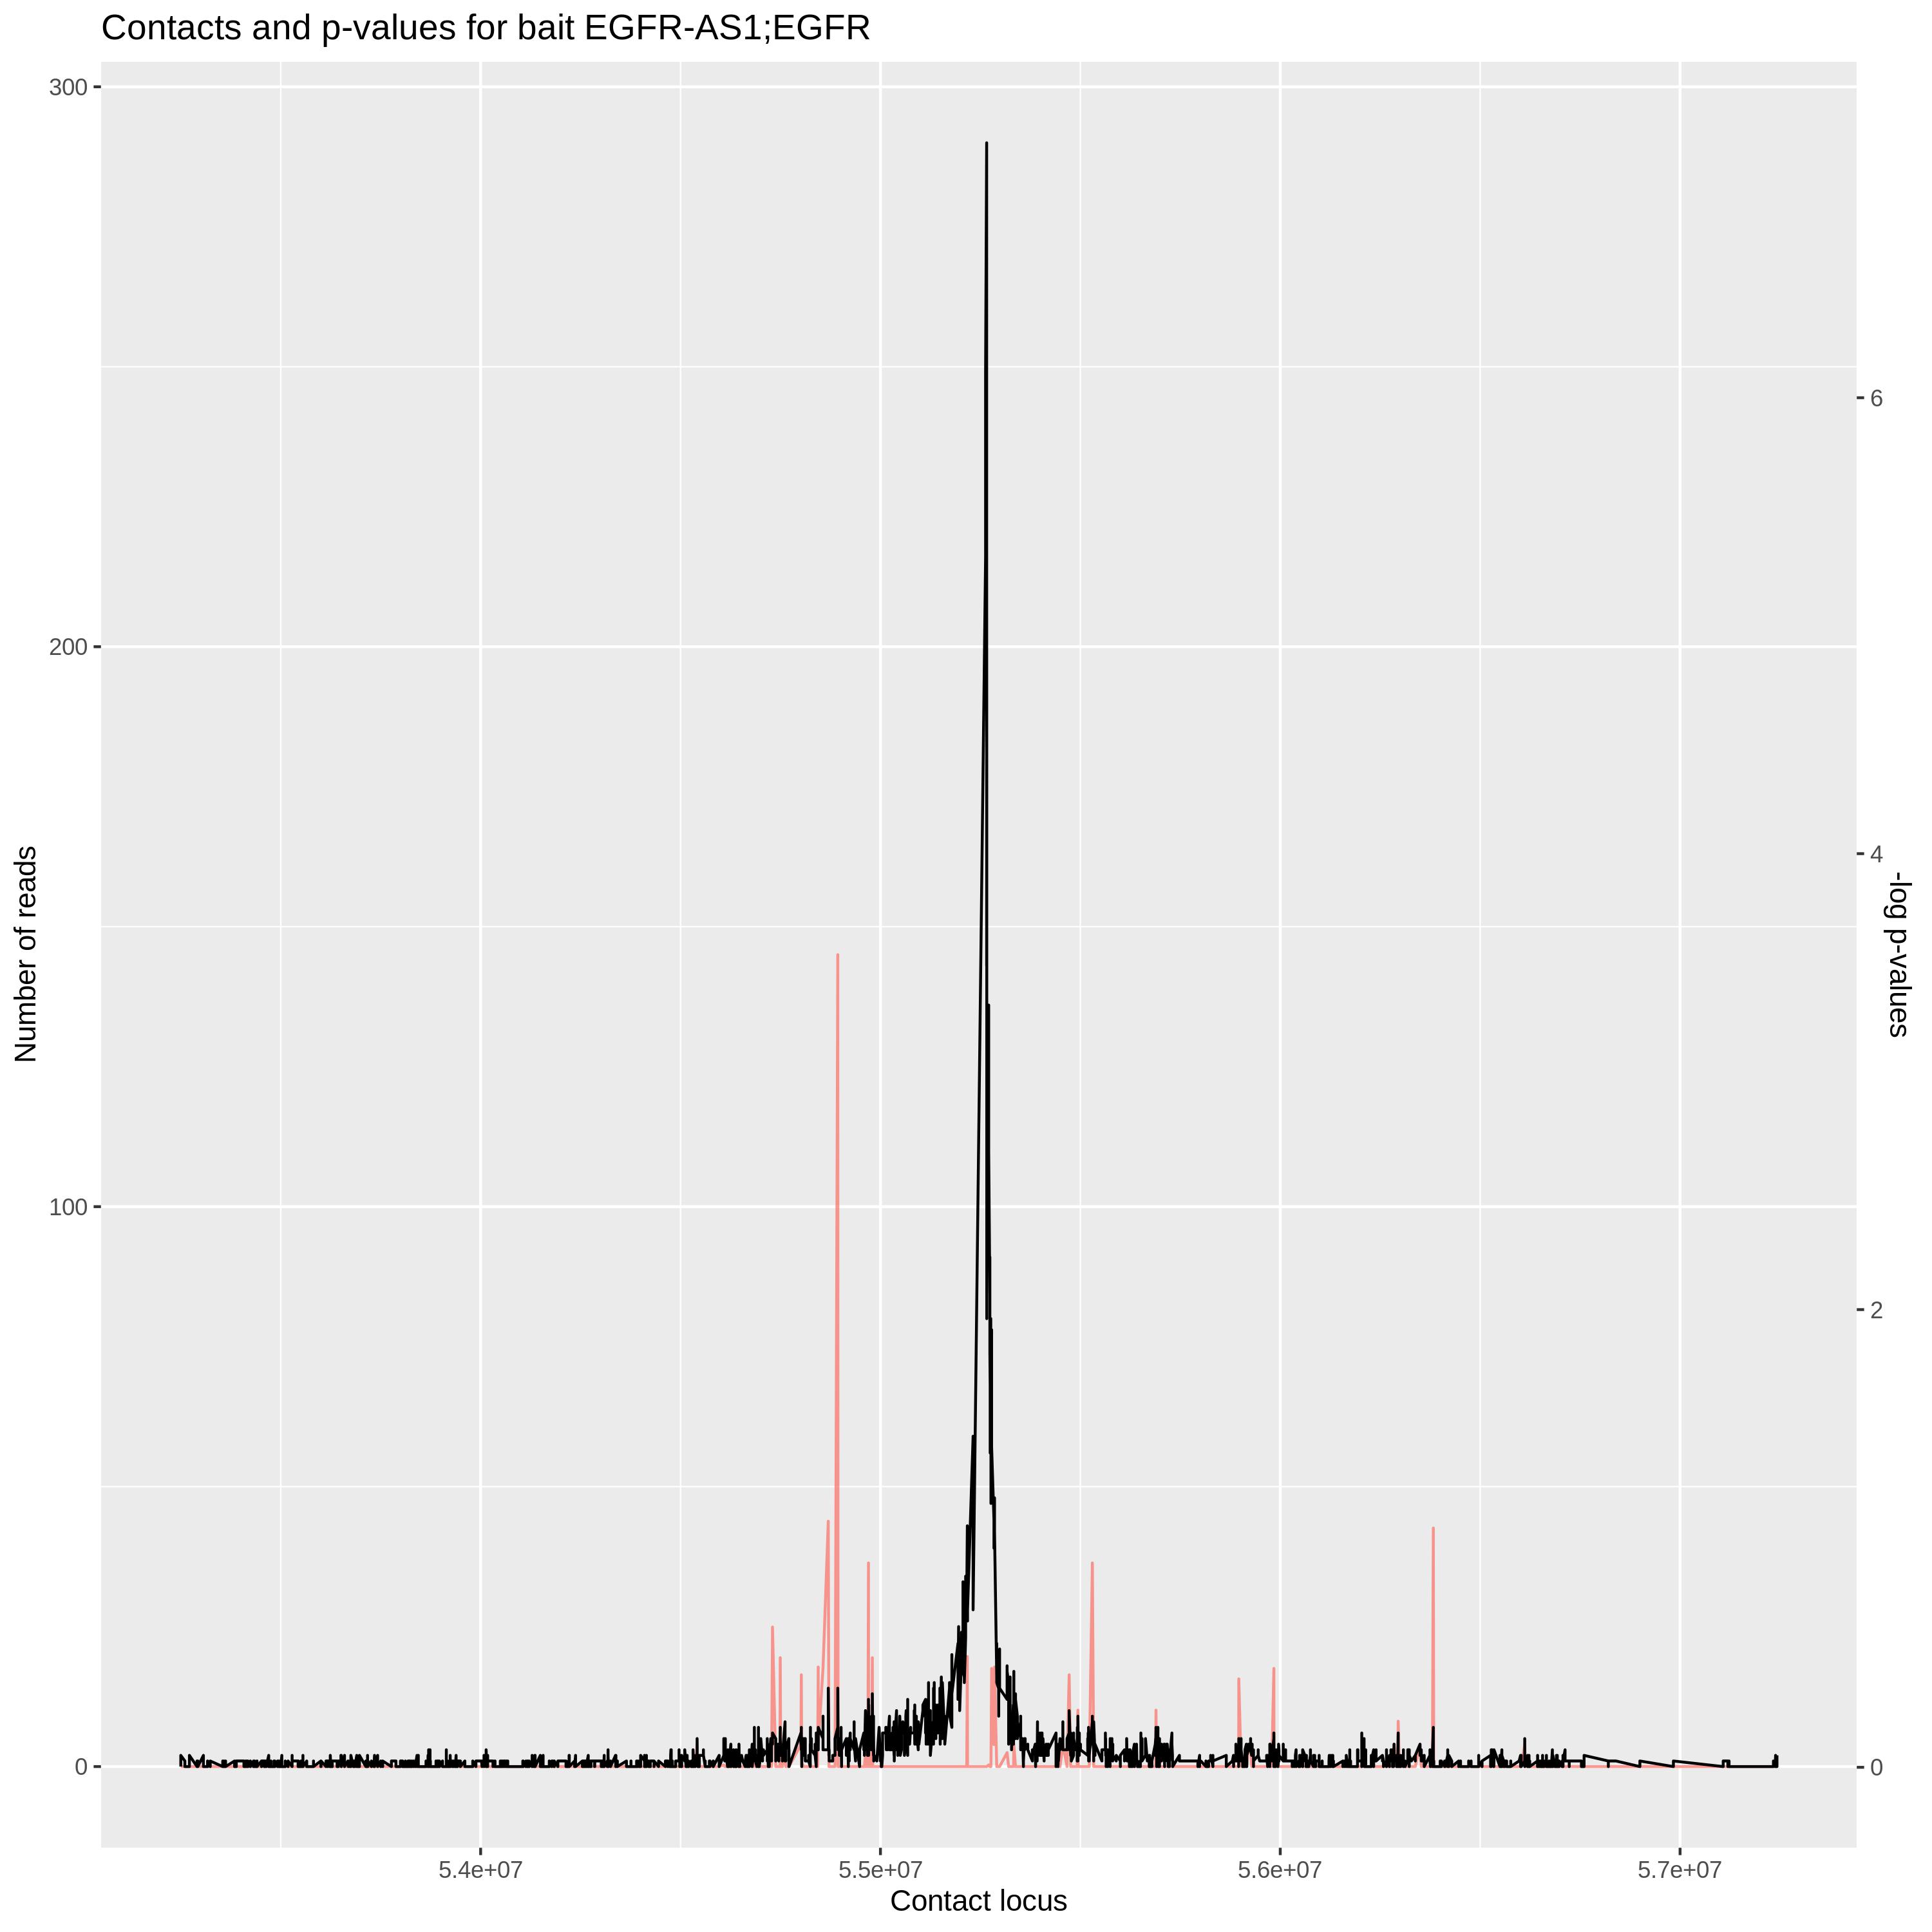 Contacts and p-values for bait EGFR-AS1;EGFR
300
200
100
0
Number of reads
6
4
2
0
-log p-values
5.4e+07
5.5e+07
5.6e+07
5.7e+07
Contact locus